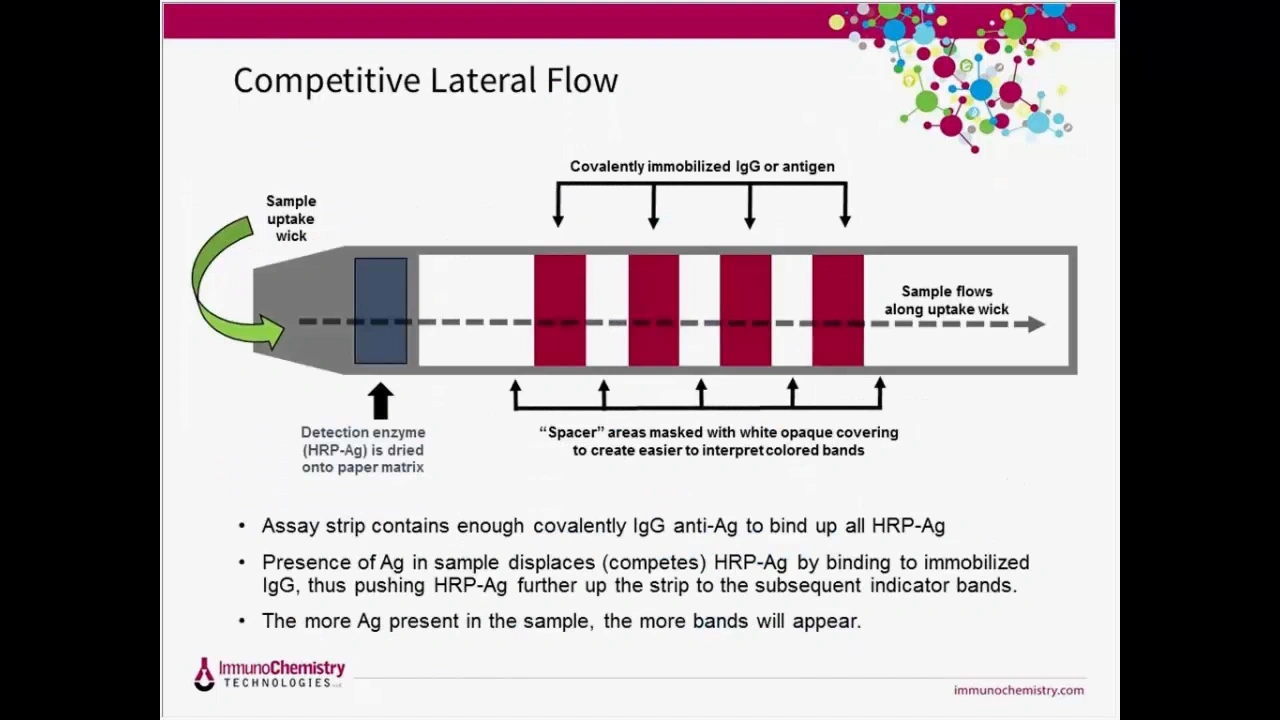 Competitive Lateral Flow
Covalently immobilized IgG or antigen
Sample
uptake
wick
Sample flows
along uptake wick
Detection enzyme
(HRP-Ag) is dried
onto paper matrix
“Spacer” areas masked with white opaque covering
to create easier to interpret colored bands
• Assay strip contains enough covalently IgG anti-Ag to bind up all HRP-Ag
• Presence of Ag in sample displaces (competes) HRP-Ag by binding to immobilized
IgG, thus pushing HRP-Ag further up the strip to the subsequent indicator bands.
• The more Ag present in the sample, the more bands will appear.
ImmunoChemistry
TECHNOLOGIES
immunochemistry.com